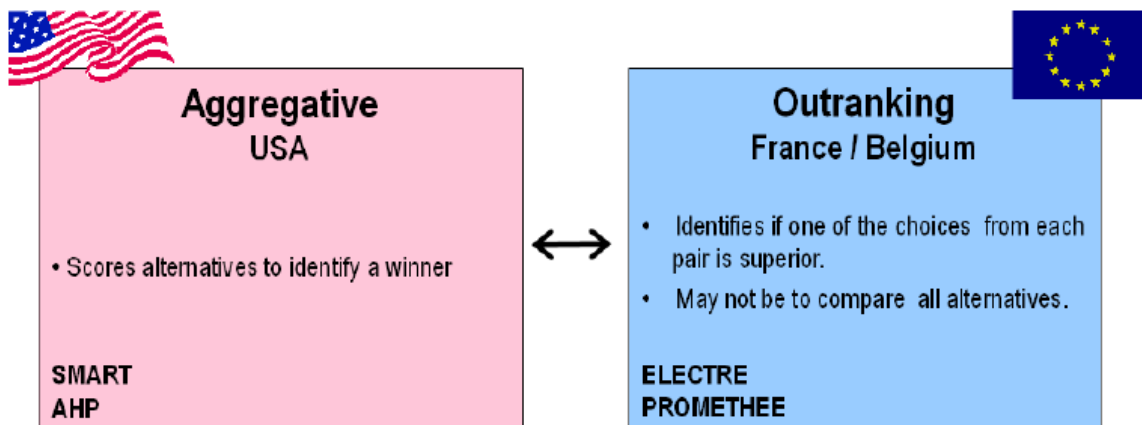 Aggregative
USA
• Scores alternatives to identify a winner
SMART
AHP
Outranking
France / Belgium
• Identifies if one of the choices from each
pair is superior.
• May not be to compare all alternatives.
ELECTRE
PROMETHEE